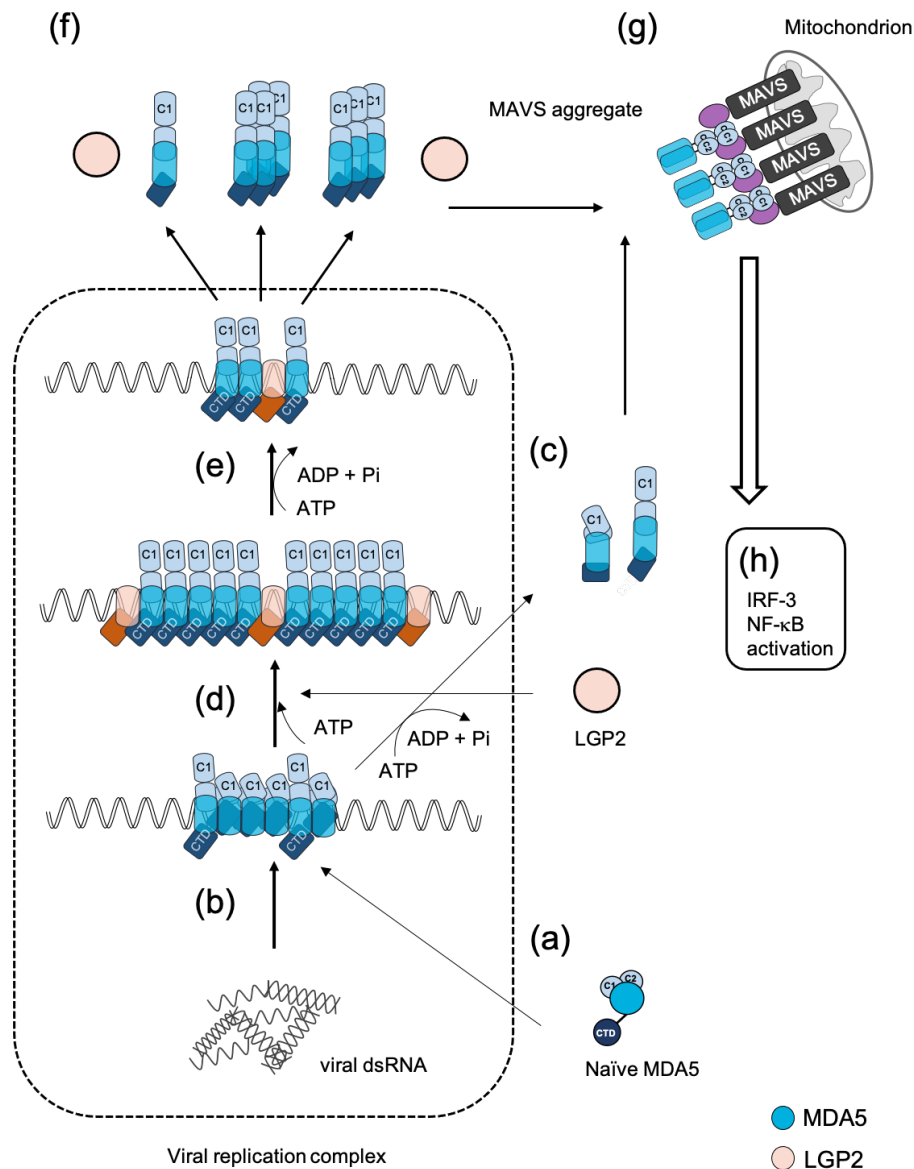 (f)
(g)
Mitochondrion
MAVS aggregate
C1
C1
C1
MAVS
MAVS
MAVS
MAVS
C1
C2
C1
C2
C1
C2
C1
C1
C1
CTD
CTD
CTD
(e)
ADP + Pi
ATP
(c)
C1
C1
C1
C1
C1
C1
C1
C1
C1
C1
C1
C1
CTD
CTD
CTD
CTD
CTD
CTD
CTD
CTD
CTD
CTD
(h)
IRF-3
NF-κB
activation
(d)
ATP
ADP + Pi
ATP
LGP2
C1
C1
C1
C1
C1
C1
CTD
CTD
(b)
(a)
C1
C2
CTD
viral dsRNA
Naïve MDA5
MDA5
LGP2
Viral replication complex